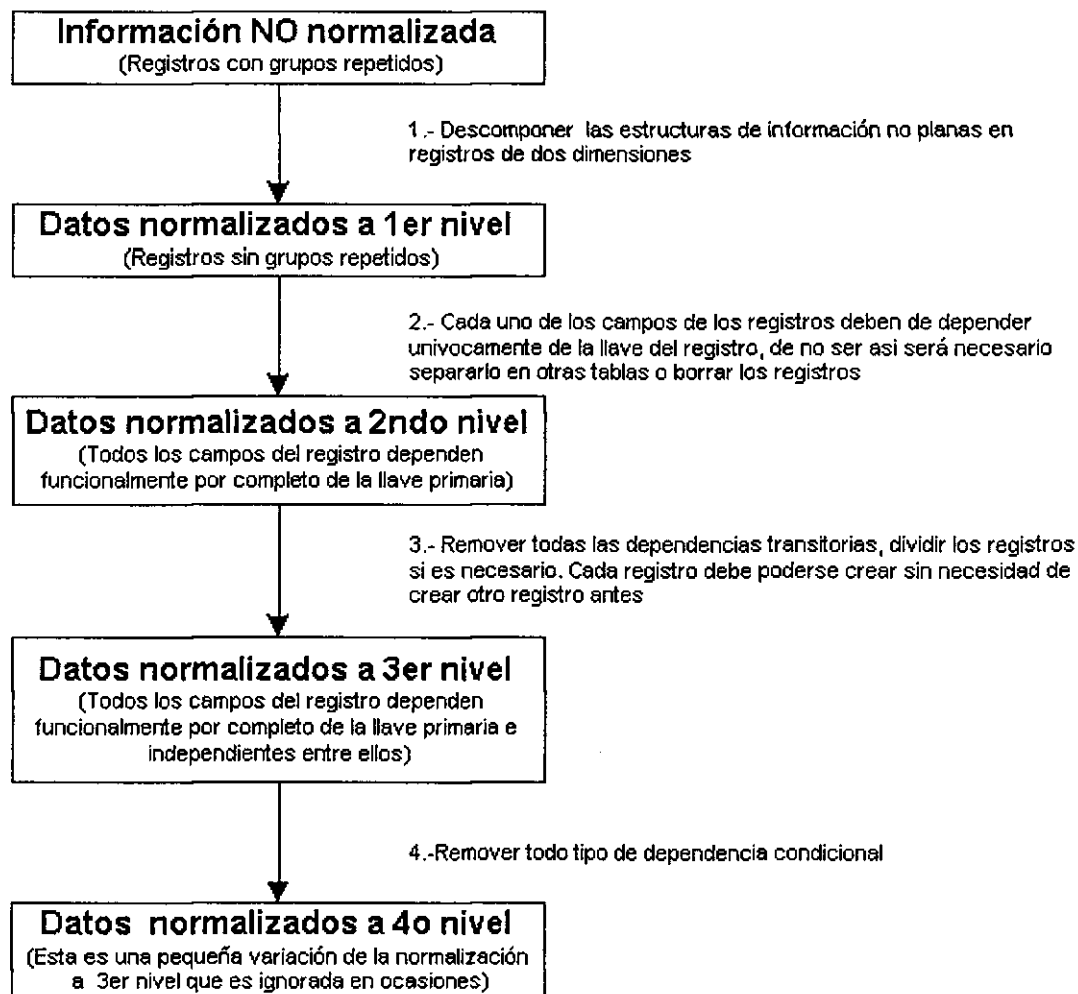 Información NO normalizada
(Registros con grupos repetidos)
1.- Descomponer las estructuras de información no planas en
registros de dos dimensiones
Datos normalizados a 1er nivel
(Registros sin grupos repetidos)
2.- Cada uno de los campos de los registros deben de depender
univocamente de la llave del registro, de no ser asi será necesario
separarlo en otras tablas o borrar los registros
Datos normalizados a 2ndo nivel
(Todos los campos del registro dependen
funcionalmente por completo de la llave primaria)
3.- Remover todas las dependencias transitorias, dividir los registros
si es necesario. Cada registro debe poderse crear sin necesidad de
crear otro registro antes
Datos normalizados a 3er nivel
(Todos los campos del registro dependen
funcionalmente por completo de la llave primaria e
independientes entre ellos)
4.-Remover todo tipo de dependencia condicional
Datos normalizados a 4o nivel
(Esta es una pequeña variación de la normalización
a 3er nivel que es ignorada en ocasiones)